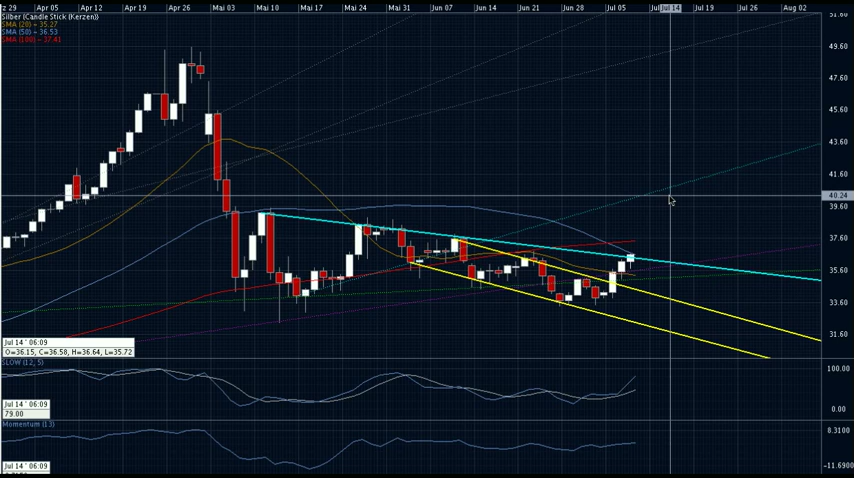 z 29 Apr 05 Apr 12 Apr 19 Apr 26 Mai 03 Mai 10 Mai 17 Mai 24 Mai 31 Jun 07 Jun 14 Jun 21 Jun 28 Jul 05 Jul 14 Jul 19 Jul 26 Aug 02
Silber (Candle Stick (Kerzen))
SMA (20) = 35.27
SMA (50) = 36.53
SMA (100) = 37.41
51.60
49.60
47.60
45.60
43.60
41.60
40.24
39.60
37.60
35.60
33.60
31.60
Jul 14 ' 06:09
O=36.15, C=36.58, H=36.64, L=35.72
SLOW (12, 5)
100.00
Jul 14 ' 06:09
79.00
0.00
Momentum (13)
8.3100
Jul 14 ' 06:09
-11.6900